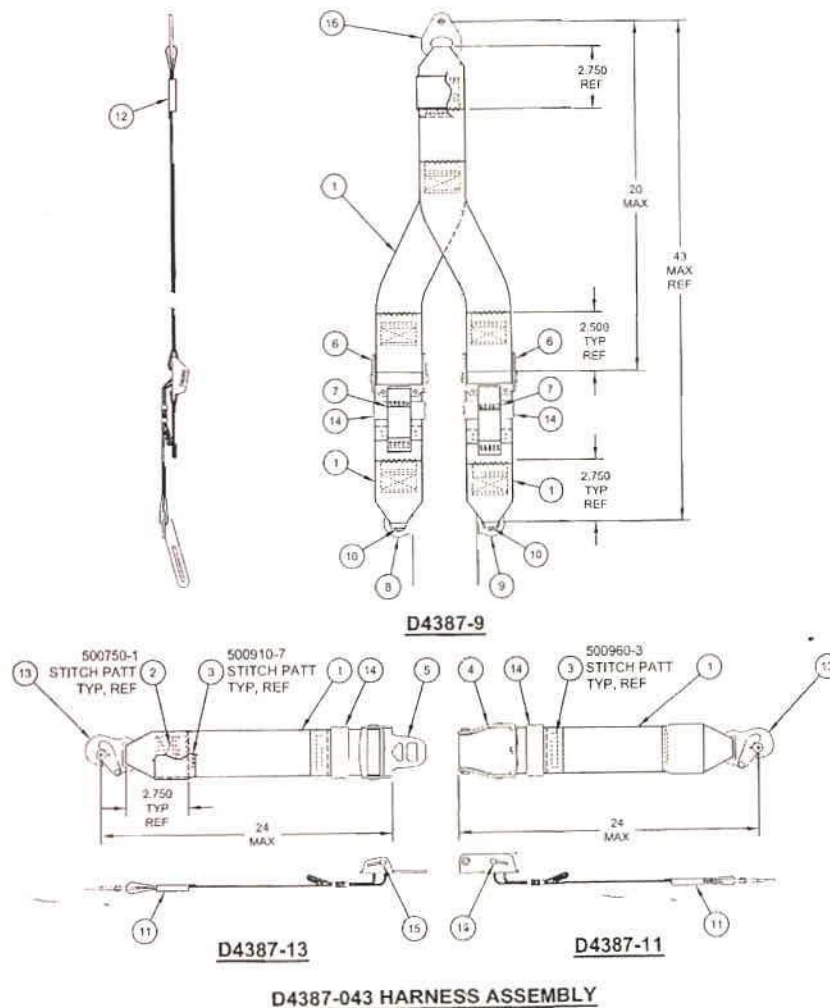 16
2.750
REF
12
1
20
MAX
43
MAX
REF
2.500
TYP
REF
6
6
7
7
14
14
1
1
2.750
TYP
REF
10
10
8
9
D4387-9
500750-1
STITCH PATT
TYP, REF
500910-7
STITCH PATT
TYP, REF
500960-3
STITCH PATT
TYP, REF
13
2
3
1
14
5
4
14
3
1
2.750
TYP
REF
24
MAX
24
MAX
11
15
11
D4387-13
D4387-11
D4387-043 HARNESS ASSEMBLY